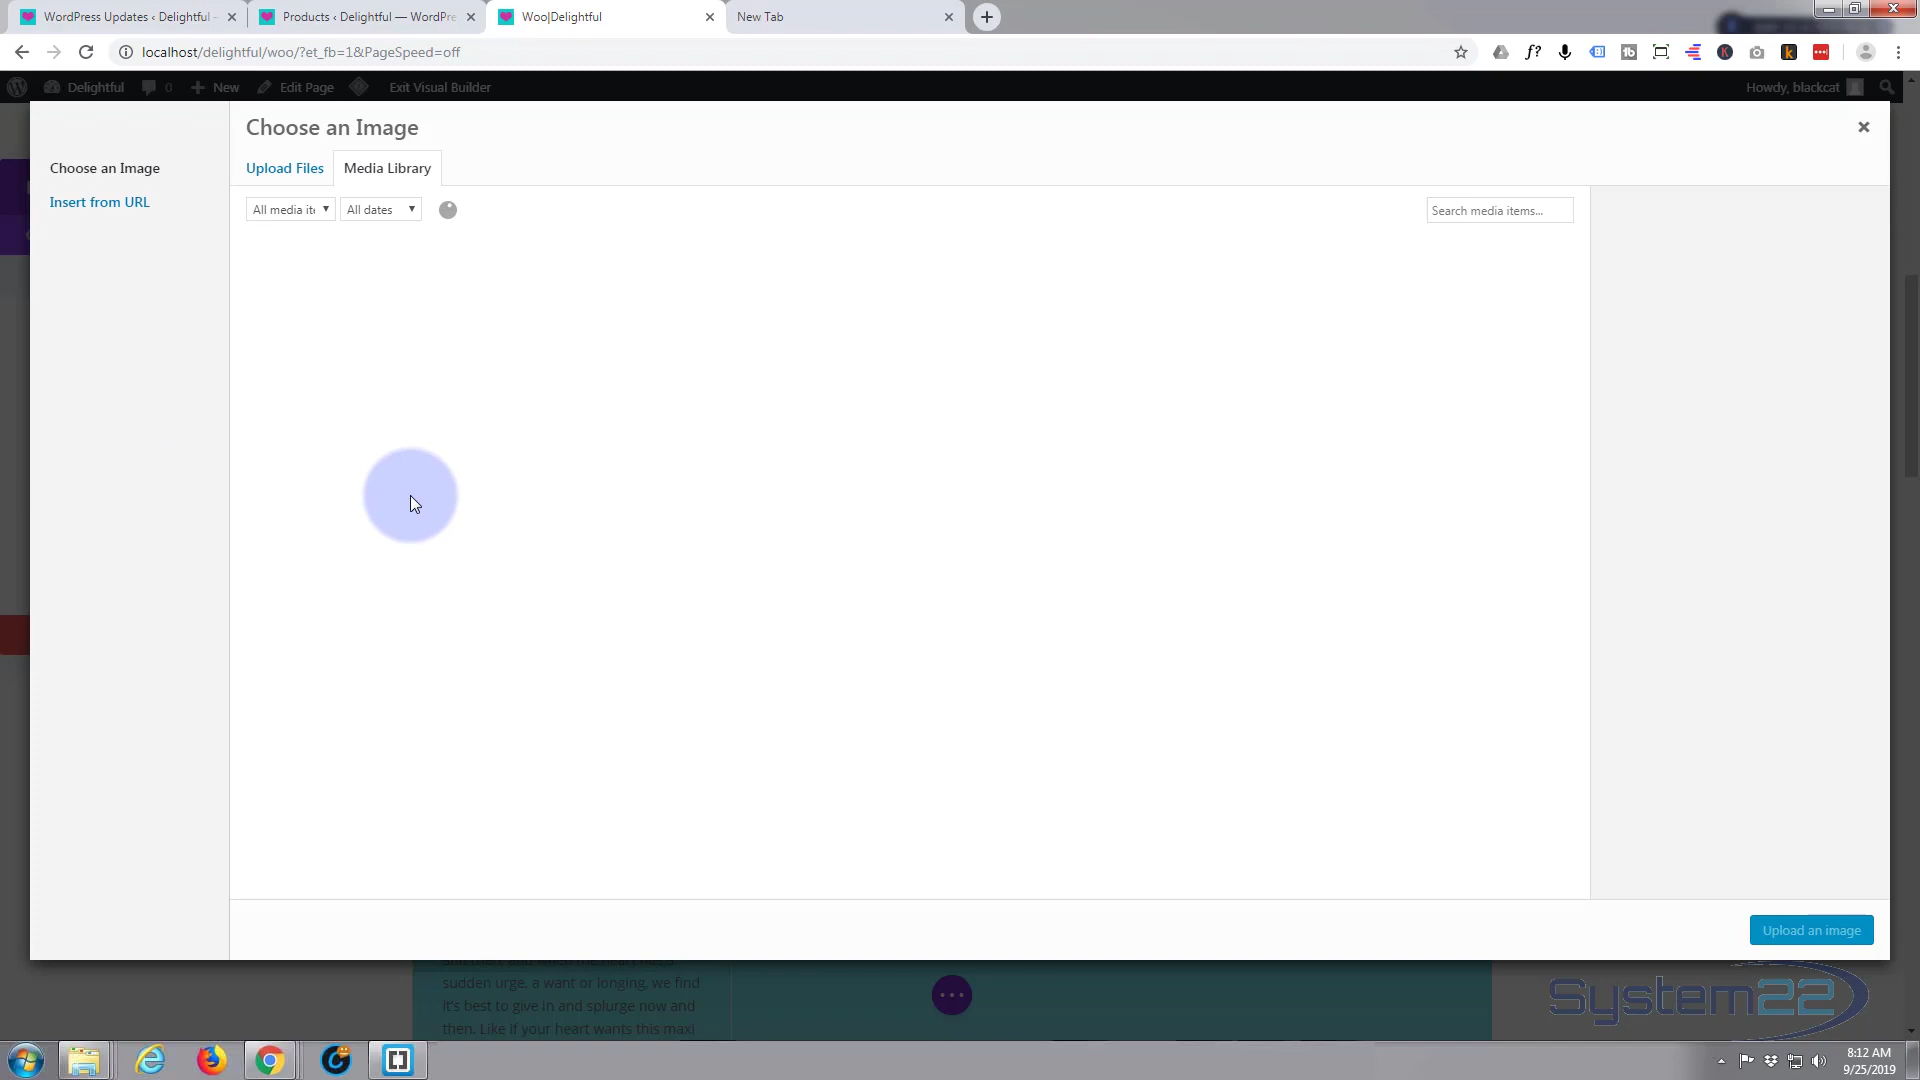 WordPress Updates ‹ Delightful -
Products ‹ Delightful — WordPre
Woo|Delightful
New Tab
localhost/delightful/woo/?et_fb=1&PageSpeed=off
Delightful
0
New
Edit Page
Exit Visual Builder
Howdy, blackcat
Choose an Image
Insert from URL
Choose an Image
Upload Files
Media Library
All media ite
All dates
Search media items...
Upload an image
sudden urge, a want or longing, we find
it's best to give in and splurge now and
then. Like if your heart wants this maxi
System22
8:12 AM
9/25/2019